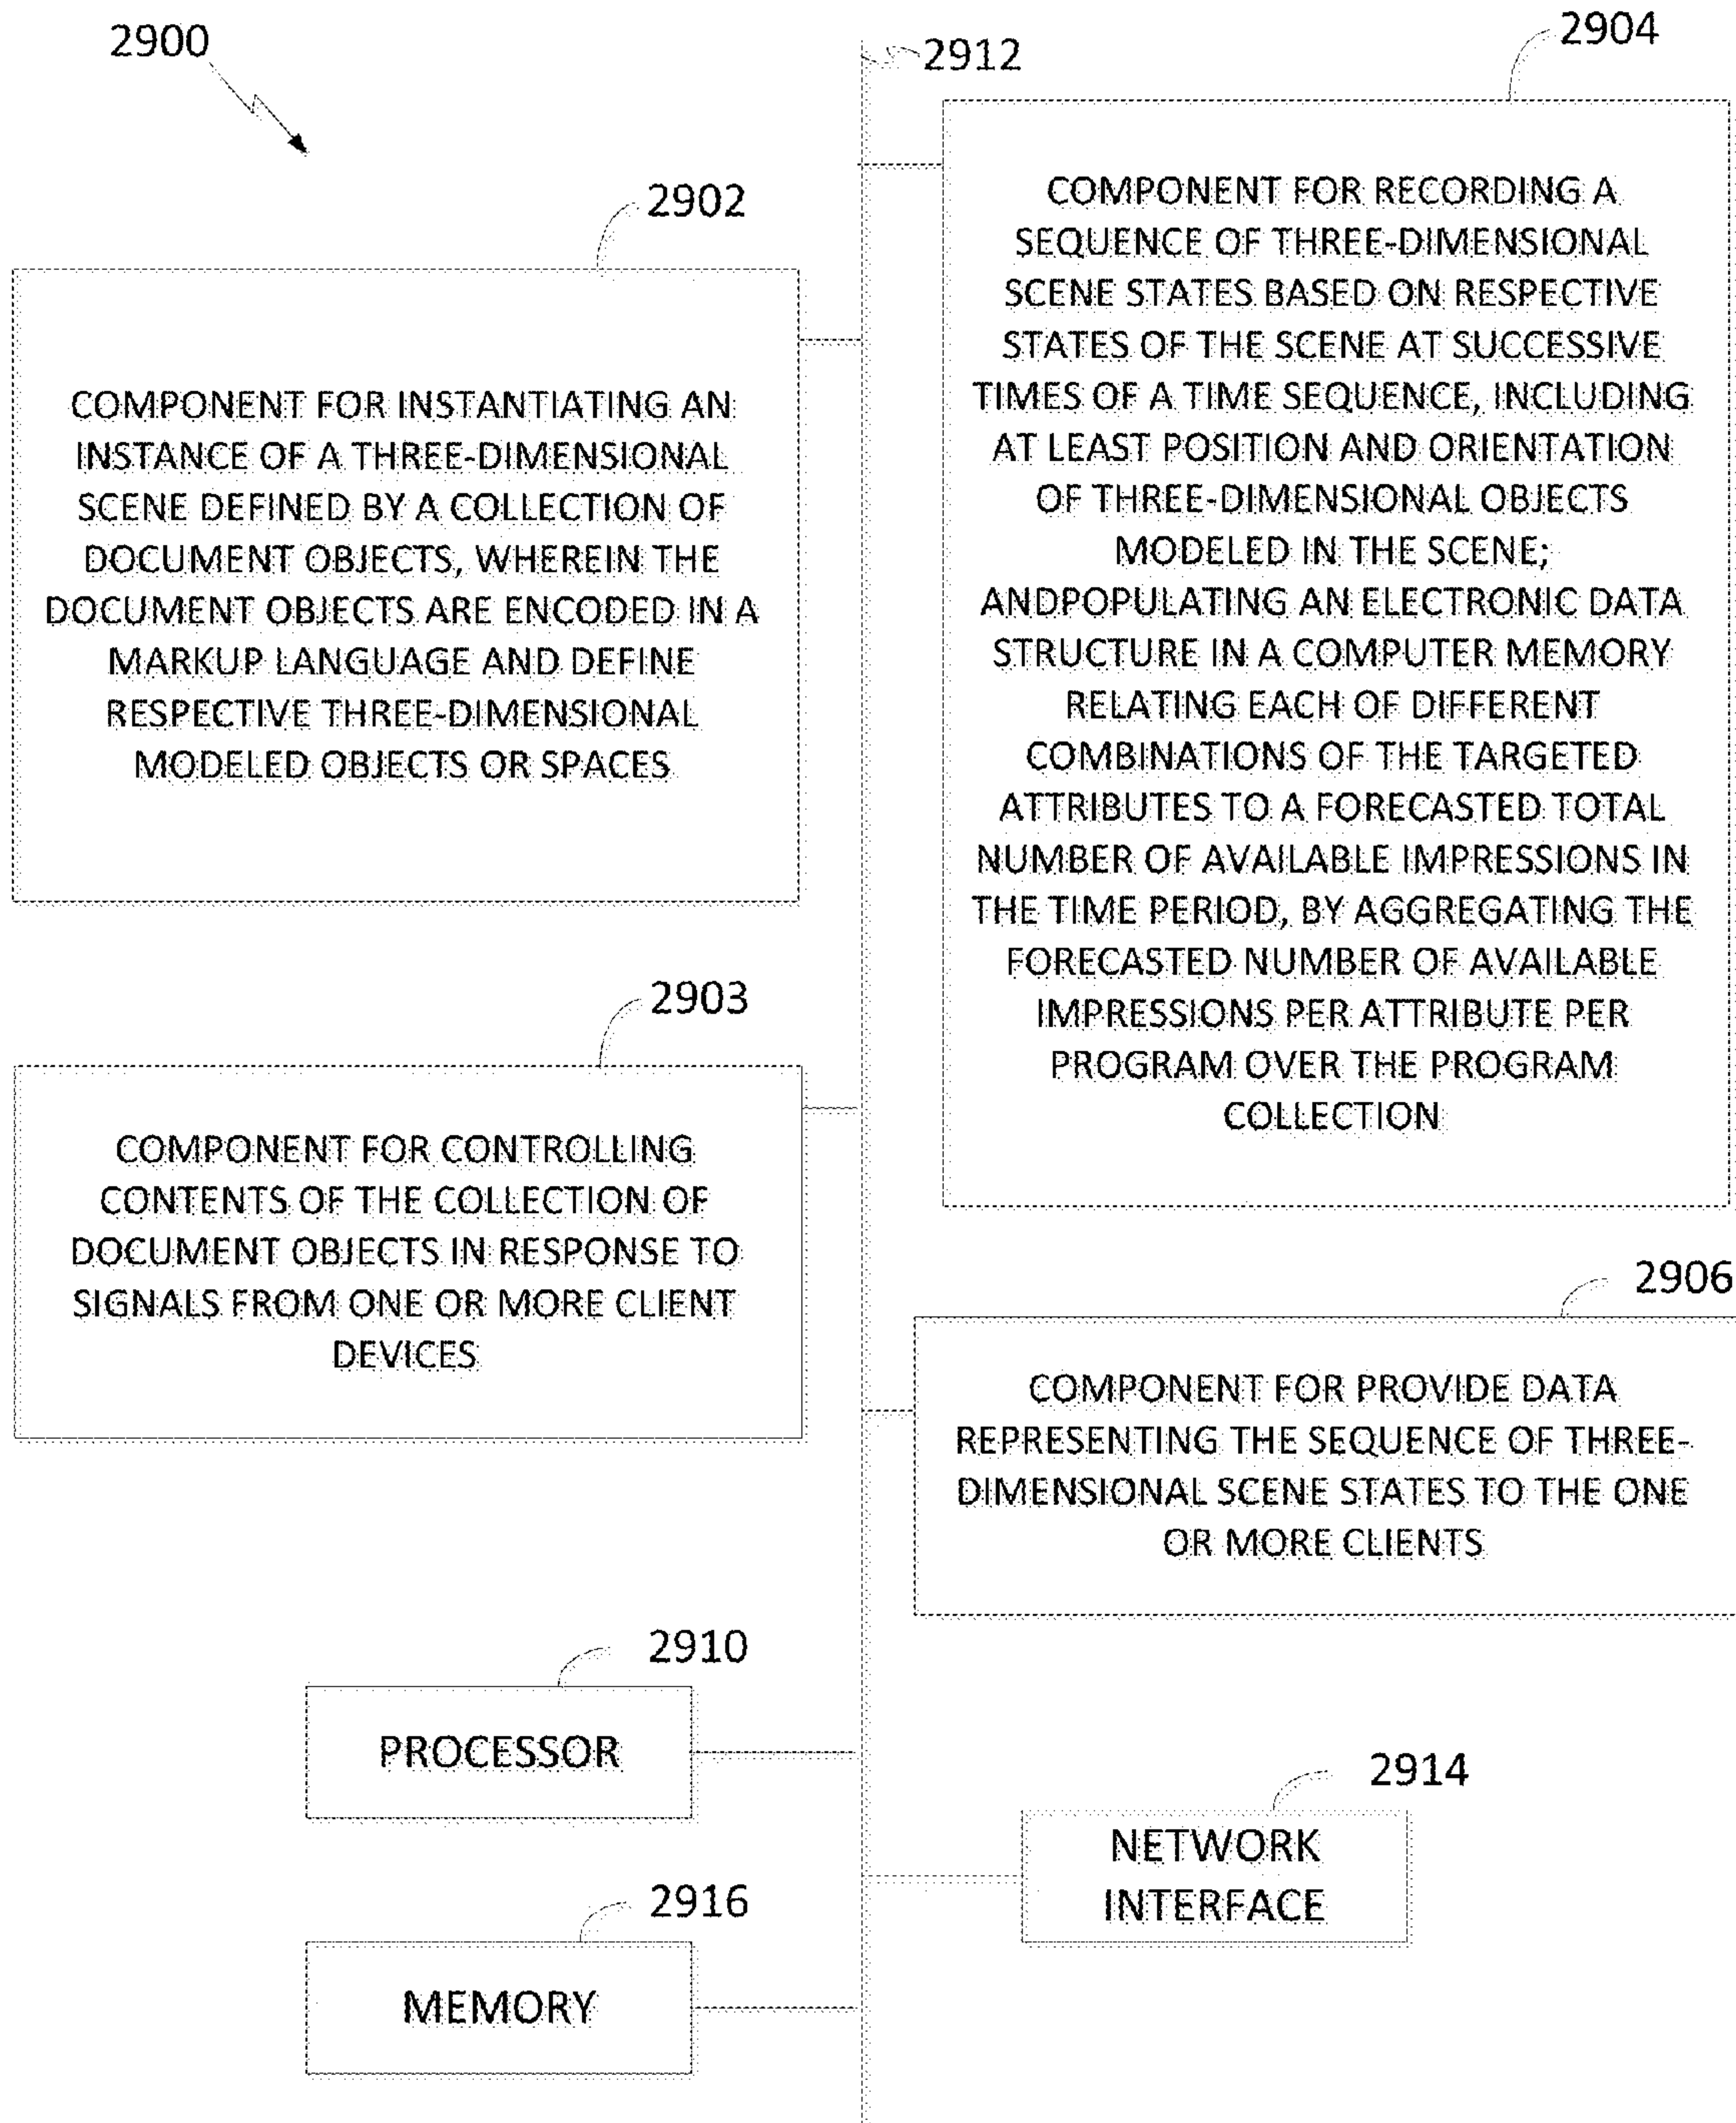 2900
2912
2904
2902
COMPONENT FOR INSTANTIATING AN
INSTANCE OF A THREE-DIMENSIONAL
SCENE DEFINED BY A COLLECTION OF
DOCUMENT OBJECTS, WHEREIN THE
DOCUMENT OBJECTS ARE ENCODED IN A
MARKUP LANGUAGE AND DEFINE
RESPECTIVE THREE-DIMENSIONAL
MODELED OBJECTS OR SPACES
COMPONENT FOR RECORDING A
SEQUENCE OF THREE-DIMENSIONAL
SCENE STATES BASED ON RESPECTIVE
STATES OF THE SCENE AT SUCCESSIVE
TIMES OF A TIME SEQUENCE, INCLUDING
AT LEAST POSITION AND ORIENTATION
OF THREE-DIMENSIONAL OBJECTS
MODELED IN THE SCENE;
ANDPOPULATING AN ELECTRONIC DATA
STRUCTURE IN A COMPUTER MEMORY
RELATING EACH OF DIFFERENT
COMBINATIONS OF THE TARGETED
ATTRIBUTES TO A FORECASTED TOTAL
NUMBER OF AVAILABLE IMPRESSIONS IN
THE TIME PERIOD, BY AGGREGATING THE
FORECASTED NUMBER OF AVAILABLE
IMPRESSIONS PER ATTRIBUTE PER
PROGRAM OVER THE PROGRAM
COLLECTION
2903
COMPONENT FOR CONTROLLING
CONTENTS OF THE COLLECTION OF
DOCUMENT OBJECTS IN RESPONSE TO
SIGNALS FROM ONE OR MORE CLIENT
DEVICES
2906
COMPONENT FOR PROVIDE DATA
REPRESENTING THE SEQUENCE OF THREE-
DIMENSIONAL SCENE STATES TO THE ONE
OR MORE CLIENTS
2910
PROCESSOR
2914
NETWORK
INTERFACE
2916
MEMORY